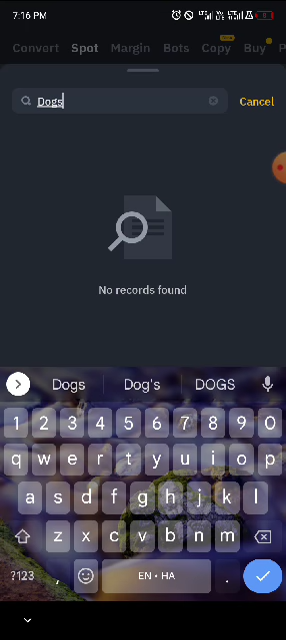 7:16 PM
Convert Spot Margin Bots Copy Buy P
Dogs
Cancel
No records found
Dogs Dog's DOGS
1 2 3 4 5 6 7 8 9 0
q w e r t y u i o p
a s d f g h j k l
z x c v b n m
?123 , EN • HA .